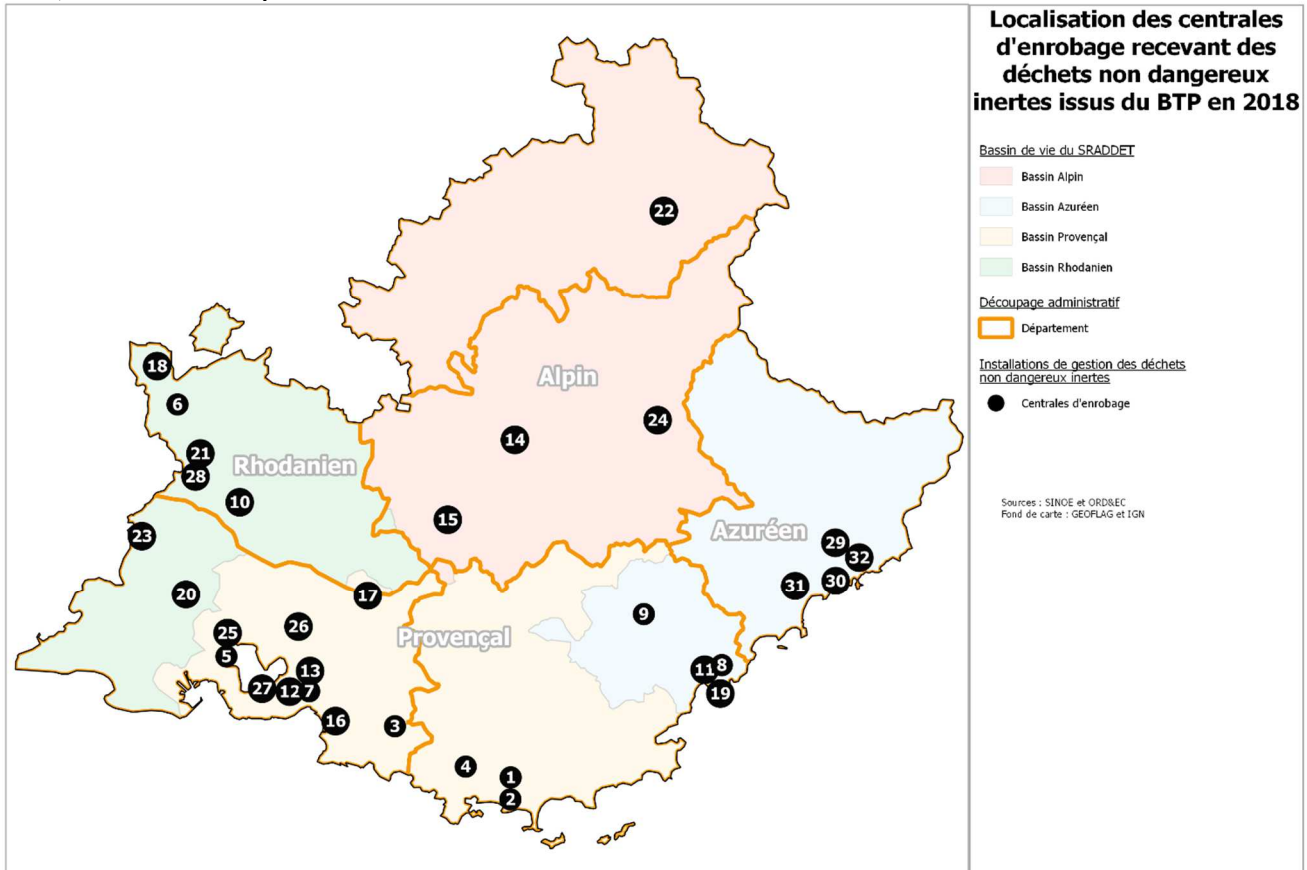 Localisation des centrales
d'enrobage recevant des
déchets non dangereux
inertes issus du BTP en 2018
Bassin de vie du SRADDET
Bassin Alpin
Bassin Azuréen
Bassin Provençal
Bassin Rhodanien
Découpage administratif
Département
Installations de gestion des déchets
non dangereux inertes
Centrales d'enrobage
Sources : SINOE et ORD&EC
Fond de carte : GEOFLAG et IGN
22
18
Alpin
6
24
14
21
Rhodanien
28
10
15
23
Azuréen
29
32
30
31
20
17
9
26
25
Provençal
5
13
11
8
27
12
7
19
16
3
4
1
2